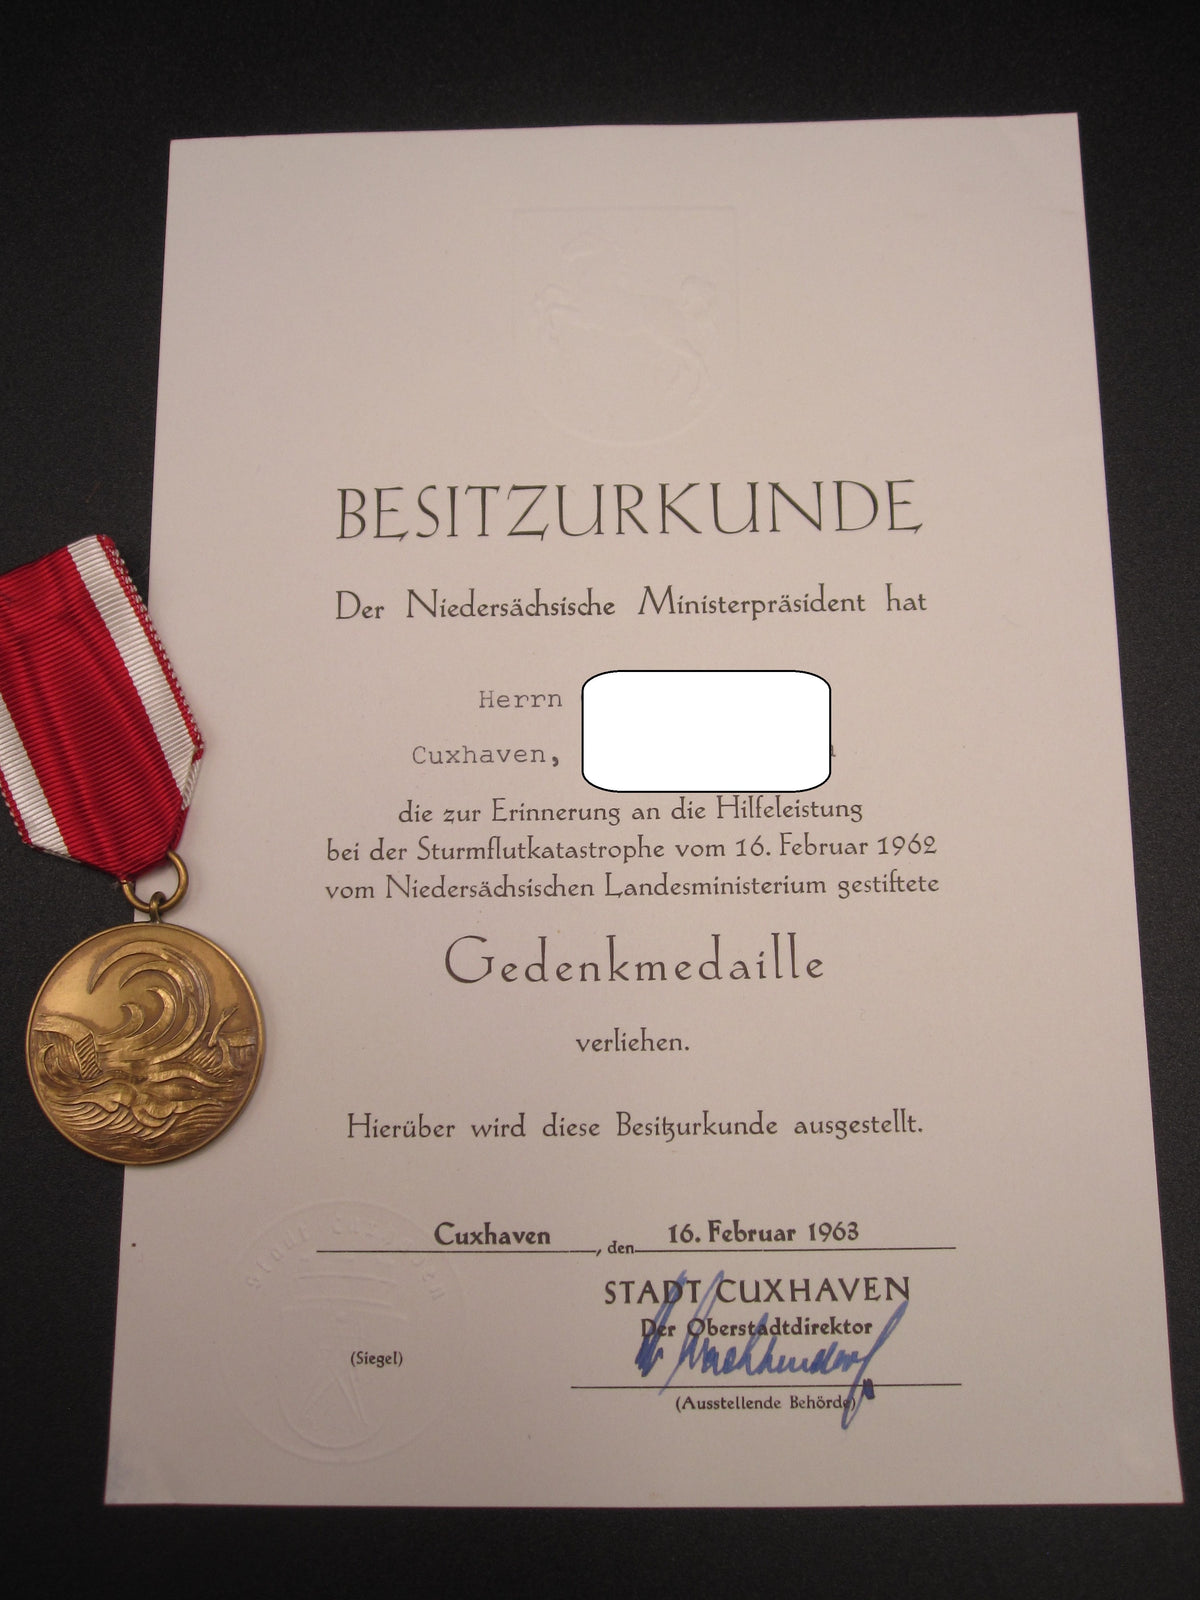 BESITZURKUNDE
Der Niedersächsische Ministerpräsident hat
Herrn
Cuxhaven,
die zur Erinnerung an die Hilfeleistung
bei der Sturmflutkatastrophe vom 16. Februar 1962
vom Niedersächsischen Landesministerium gestiftete
Gedenkmedaille
verliehen.
Hierüber wird diese Besitzurkunde ausgestellt.
Cuxhaven, den 16. Februar 1963
STADT CUXHAVEN
Der Oberstadtdirektor
(Siegel)
(Ausstellende Behörde)
Stadt Cuxhaven